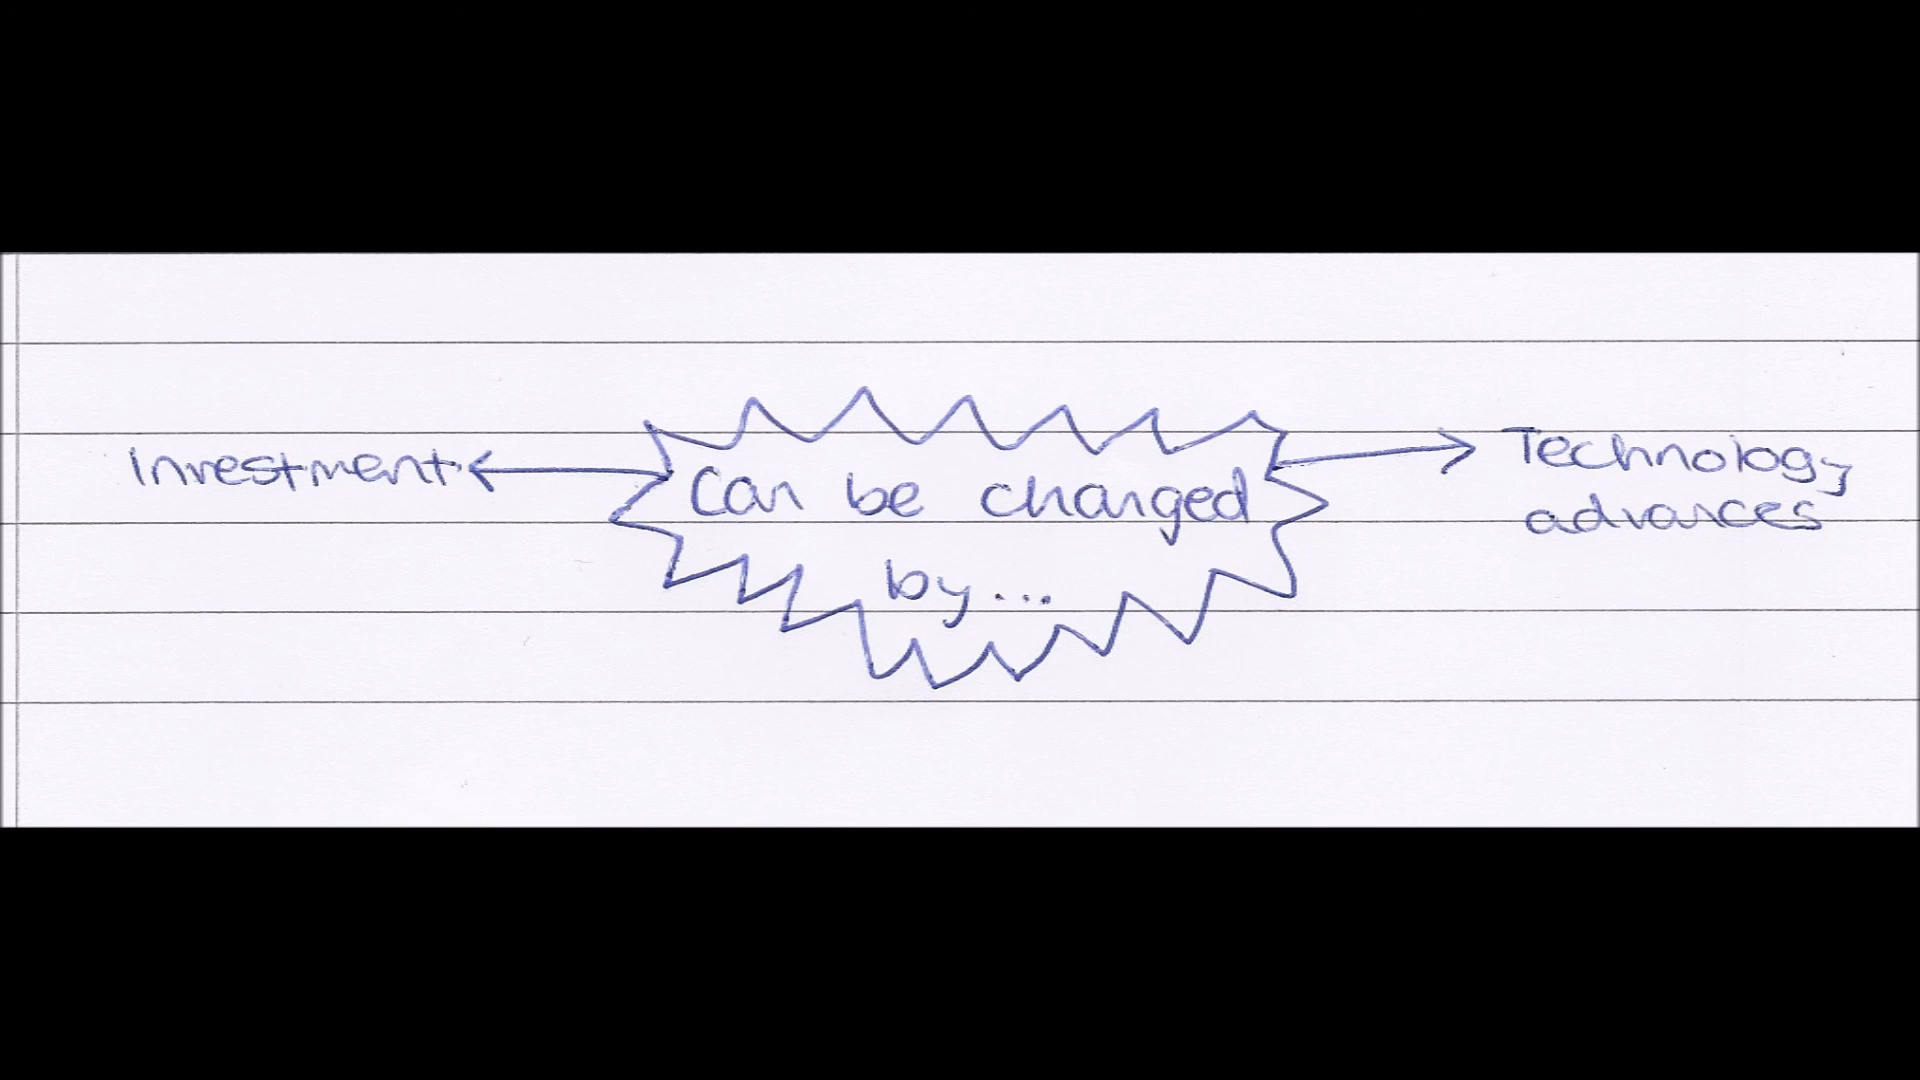 Investment
Can be changed
by...
Technology
advances